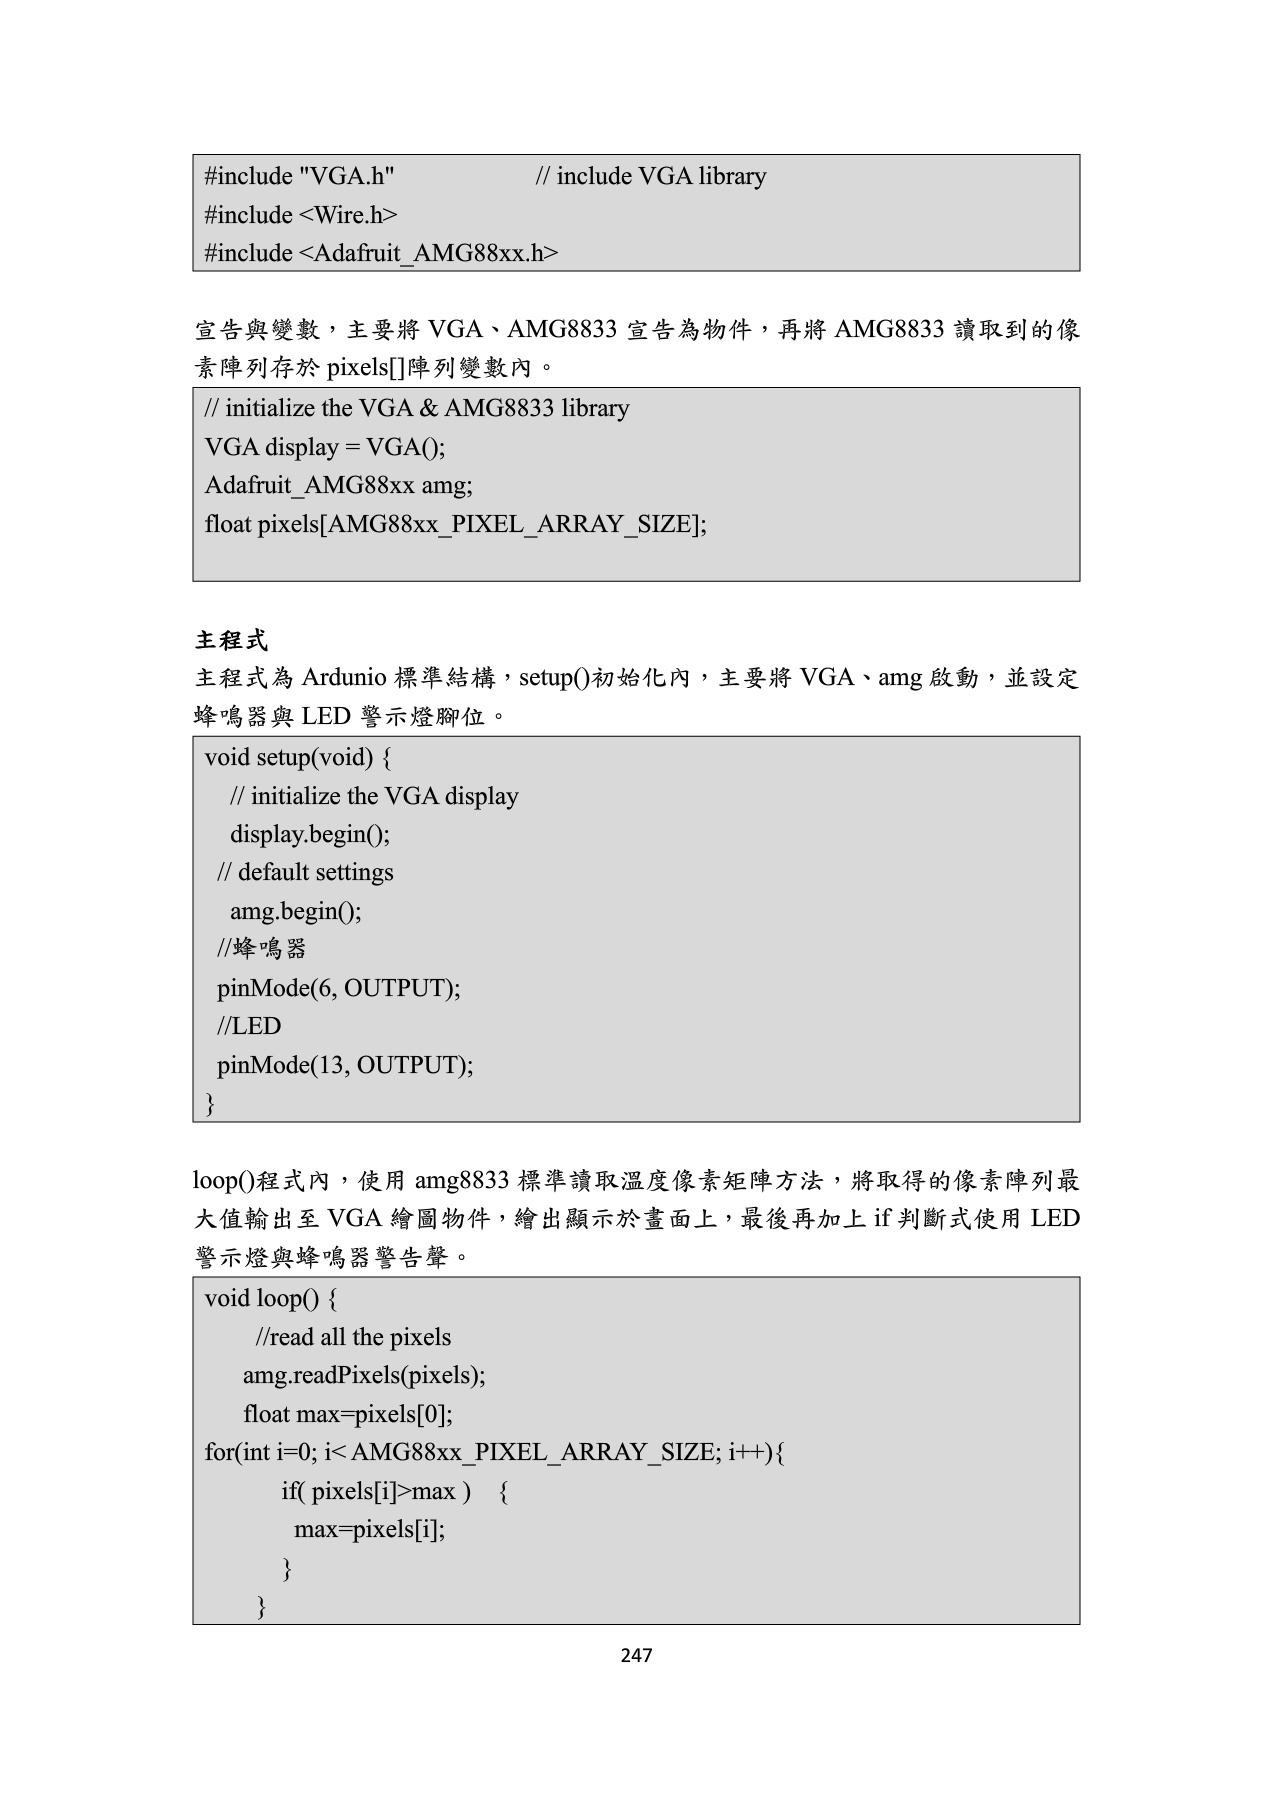 #include "VGA.h" // include VGA library
#include <Wire.h>
#include <Adafruit_AMG88xx.h>
宣告與變數，主要將 VGA、AMG8833 宣告為物件，再將 AMG8833 讀取到的像
素陣列存於 pixels[]陣列變數內。
// initialize the VGA & AMG8833 library
VGA display = VGA();
Adafruit_AMG88xx amg;
float pixels[AMG88xx_PIXEL_ARRAY_SIZE];
主程式
主程式為 Ardunio 標準結構，setup()初始化內，主要將 VGA、amg 啟動，並設定
蜂鳴器與 LED 警示燈腳位。
void setup(void) {
// initialize the VGA display
display.begin();
// default settings
amg.begin();
//蜂鳴器
pinMode(6, OUTPUT);
//LED
pinMode(13, OUTPUT);
}
loop()程式內，使用 amg8833 標準讀取溫度像素矩陣方法，將取得的像素陣列最
大值輸出至 VGA 繪圖物件，繪出顯示於畫面上，最後再加上 if 判斷式使用 LED
警示燈與蜂鳴器警告聲。
void loop() {
//read all the pixels
amg.readPixels(pixels);
float max=pixels[0];
for(int i=0; i< AMG88xx_PIXEL_ARRAY_SIZE; i++){
if( pixels[i]>max ) {
max=pixels[i];
}
}
247